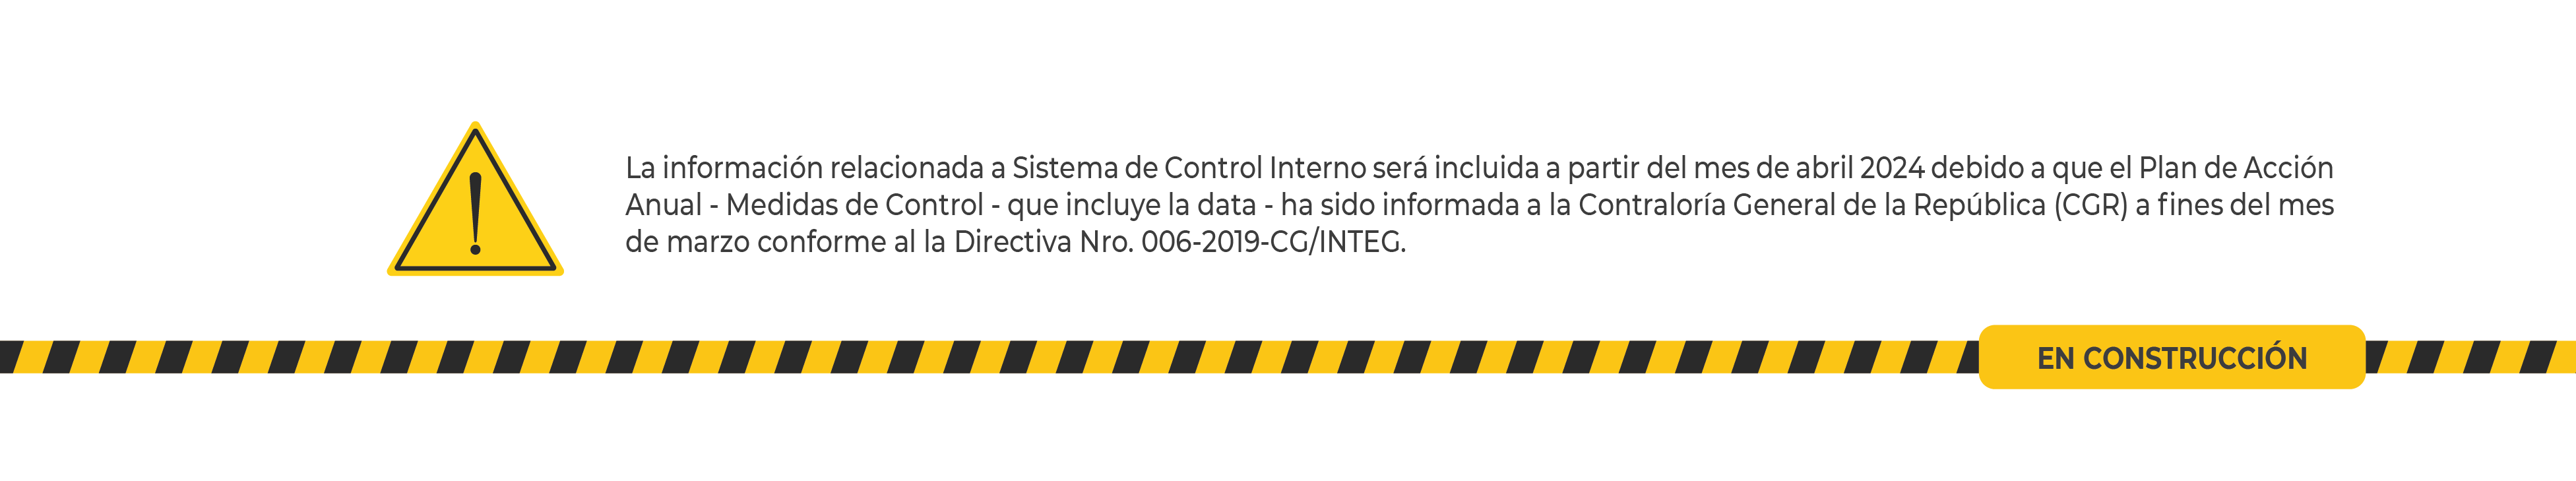 La información relacionada a Sistema de Control Interno será incluida a partir del mes de abril 2024 debido a que el Plan de Acción
Anual - Medidas de Control - que incluye la data - ha sido informada a la Contraloría General de la República (CGR) a fines del mes
de marzo conforme al la Directiva Nro. 006-2019-CG/INTEG.
EN CONSTRUCCIÓN